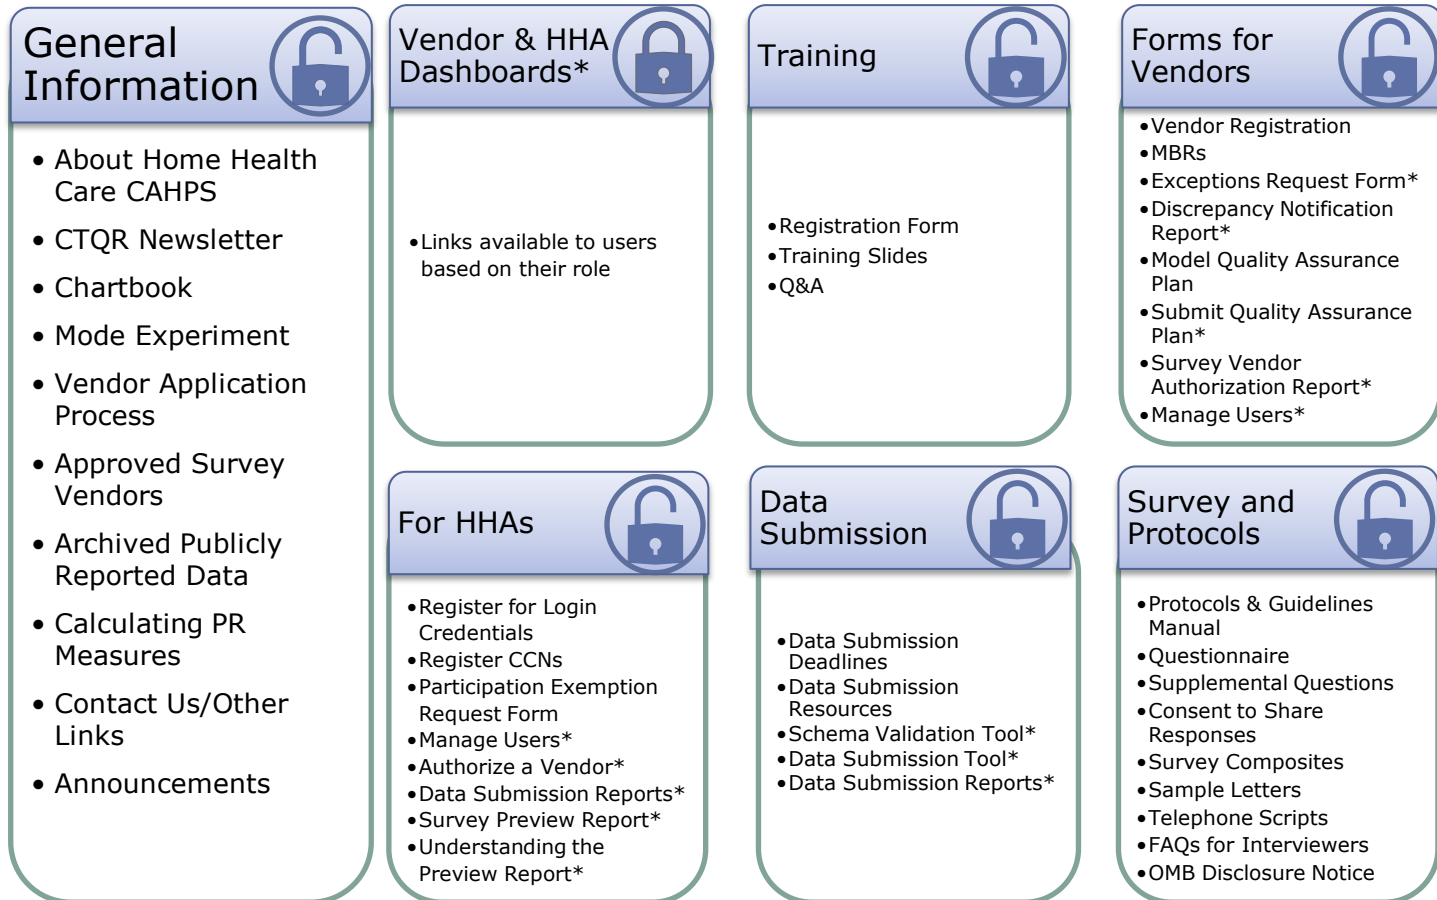 General
Information
• About Home Health
Care CAHPS
• CTQR Newsletter
• Chartbook
• Mode Experiment
• Vendor Application
Process
• Approved Survey
Vendors
• Archived Publicly
Reported Data
• Calculating PR
Measures
• Contact Us/Other
Links
• Announcements
Vendor & HHA
Dashboards*
•Links available to users
based on their role
Training
•Registration Form
•Training Slides
•Q&A
Forms for
Vendors
•Vendor Registration
•MBRs
•Exceptions Request Form*
•Discrepancy Notification
Report*
•Model Quality Assurance
Plan
•Submit Quality Assurance
Plan*
•Survey Vendor
Authorization Report*
•Manage Users*
For HHAs
•Register for Login
Credentials
•Register CCNs
•Participation Exemption
Request Form
•Manage Users*
•Authorize a Vendor*
•Data Submission Reports*
•Survey Preview Report*
•Understanding the
Preview Report*
Data
Submission
•Data Submission
Deadlines
•Data Submission
Resources
•Schema Validation Tool*
•Data Submission Tool*
•Data Submission Reports*
Survey and
Protocols
•Protocols & Guidelines
Manual
•Questionnaire
•Supplemental Questions
•Consent to Share
Responses
•Survey Composites
•Sample Letters
•Telephone Scripts
•FAQs for Interviewers
•OMB Disclosure Notice